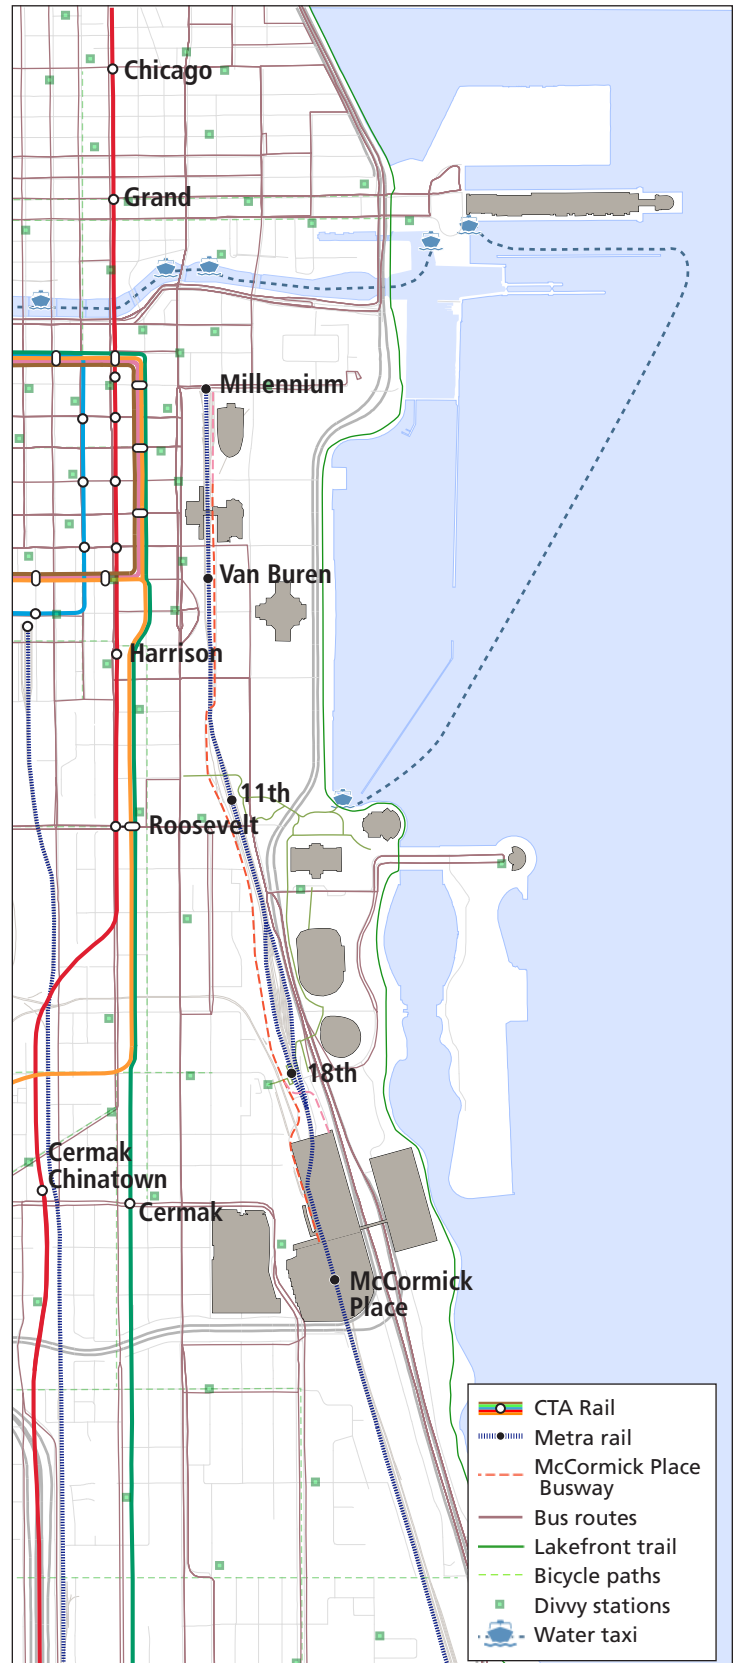 Chicago
Grand
Millennium
Van Buren
Harrison
11th
Roosevelt
18th
Cermak
Chinatown
Cermak
McCormick
Place
CTA Rail
Metra rail
McCormick Place
Busway
Bus routes
Lakefront trail
Bicycle paths
Divvy stations
Water taxi